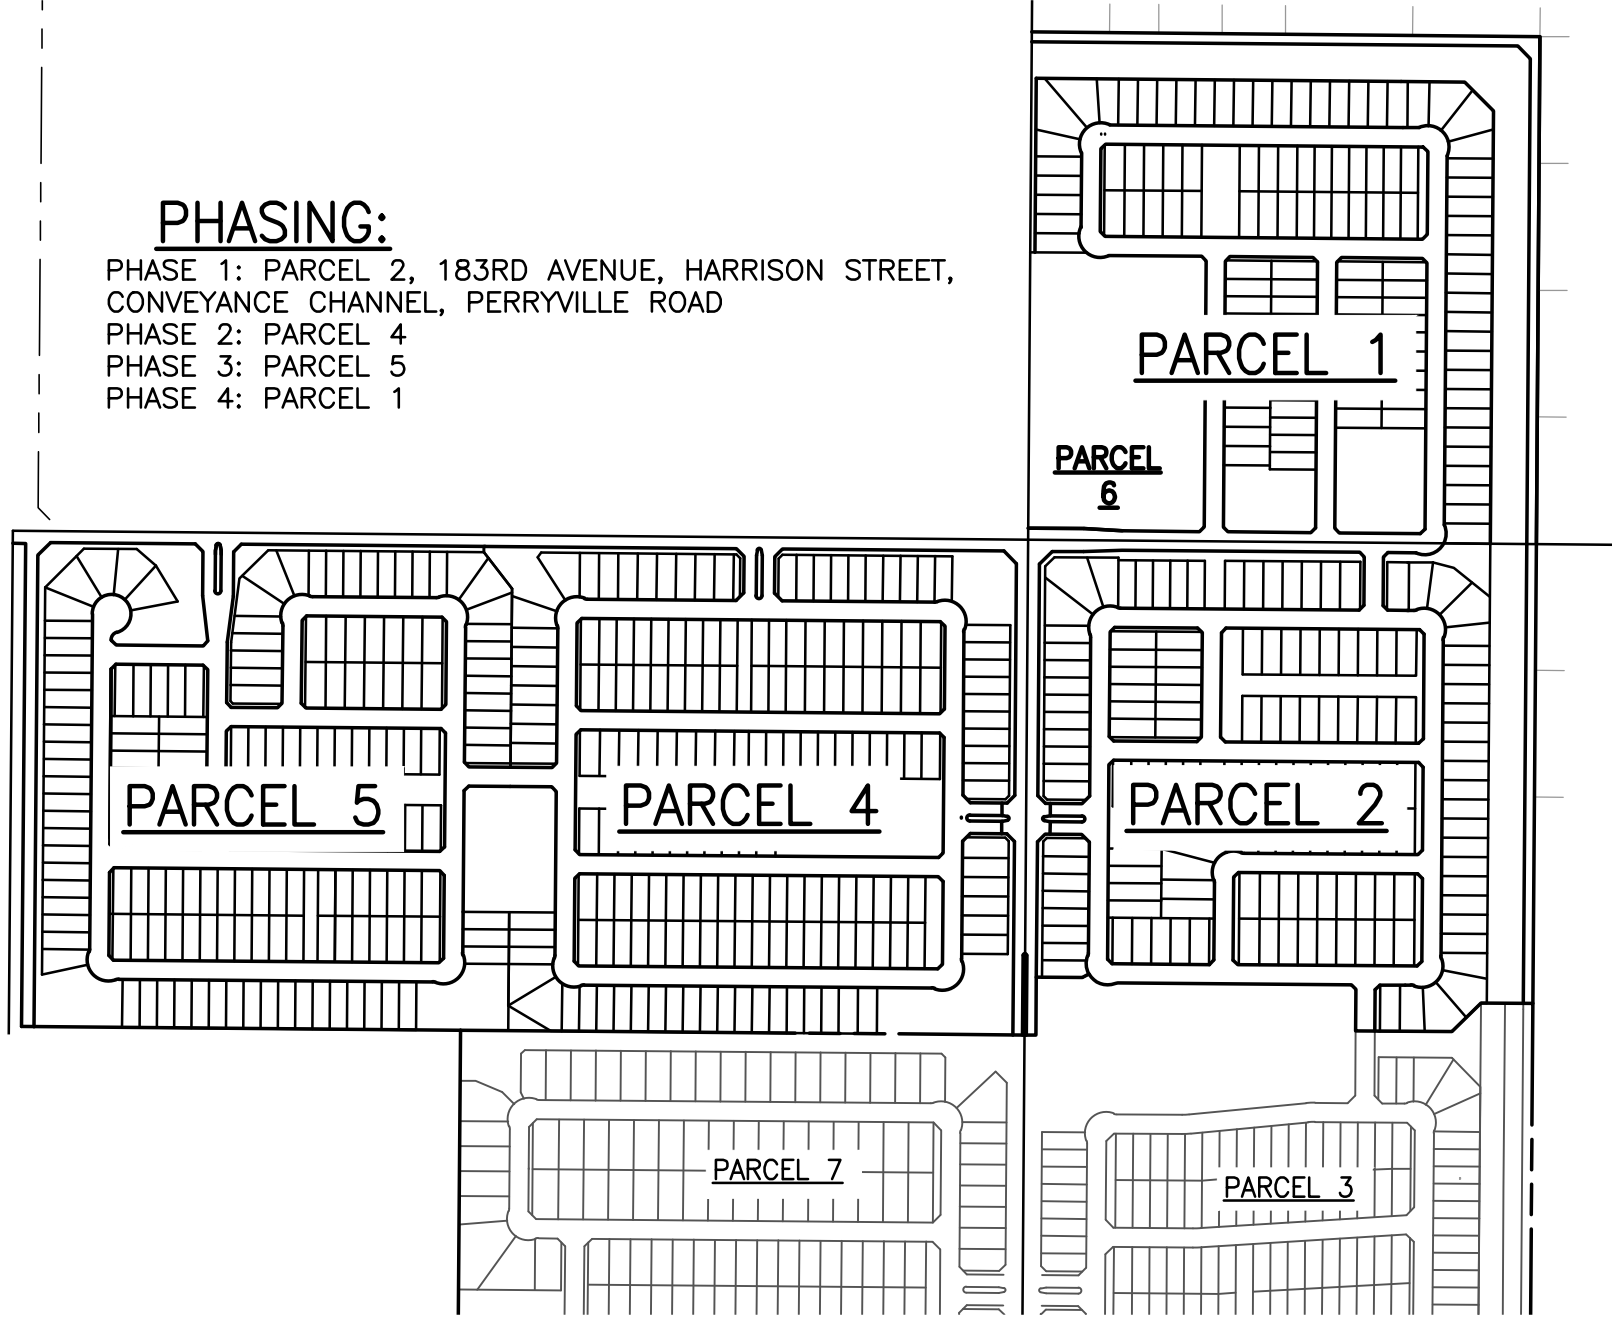 PHASING:
PHASE 1: PARCEL 2, 183RD AVENUE, HARRISON STREET,
CONVEYANCE CHANNEL, PERRYVILLE ROAD
PHASE 2: PARCEL 4
PHASE 3: PARCEL 5
PHASE 4: PARCEL 1
PARCEL 1
PARCEL
6
PARCEL 5
PARCEL 4
PARCEL 2
PARCEL 7
PARCEL 3